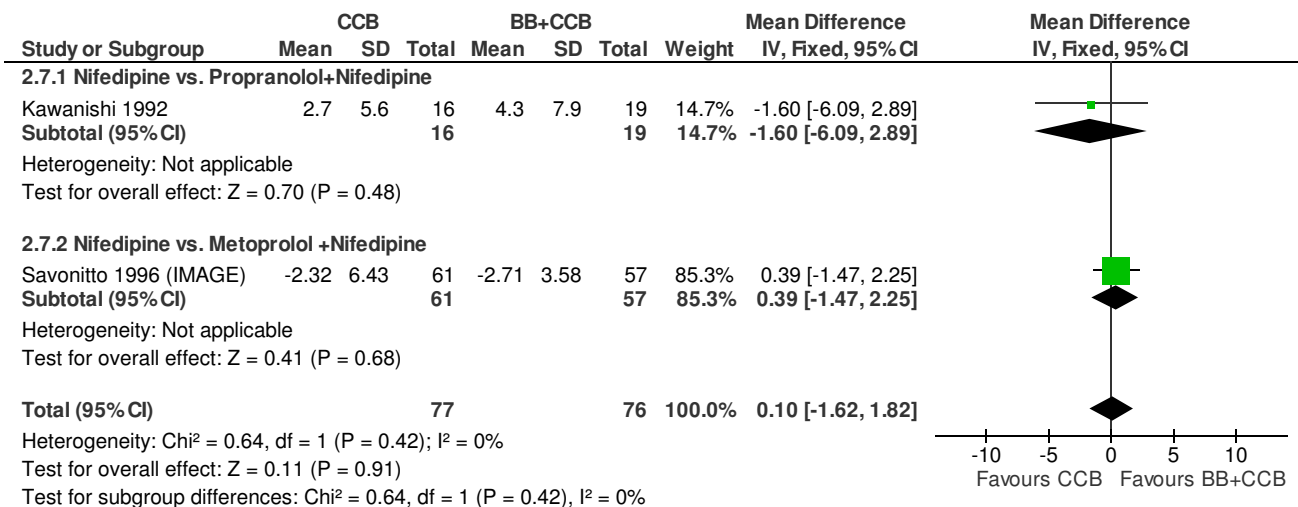 CCB BB+CCB Mean Difference Mean Difference
Study or Subgroup Mean SD Total Mean SD Total Weight IV, Fixed, 95% CI IV, Fixed, 95% CI
2.7.1 Nifedipine vs. Propranolol+Nifedipine
Kawanishi 1992 2.7 5.6 16 4.3 7.9 19 14.7% -1.60 [-6.09, 2.89]
Subtotal (95% CI) 16 19 14.7% -1.60 [-6.09, 2.89]
Heterogeneity: Not applicable
Test for overall effect: Z = 0.70 (P = 0.48)
2.7.2 Nifedipine vs. Metoprolol +Nifedipine
Savonitto 1996 (IMAGE) -2.32 6.43 61 -2.71 3.58 57 85.3% 0.39 [-1.47, 2.25]
Subtotal (95% CI) 61 57 85.3% 0.39 [-1.47, 2.25]
Heterogeneity: Not applicable
Test for overall effect: Z = 0.41 (P = 0.68)
Total (95% CI) 77 76 100.0% 0.10 [-1.62, 1.82]
Heterogeneity: Chi² = 0.64, df = 1 (P = 0.42); I² = 0%
Test for overall effect: Z = 0.11 (P = 0.91)
Test for subgroup differences: Chi² = 0.64, df = 1 (P = 0.42), I² = 0%
-10 -5 0 5 10
Favours CCB Favours BB+CCB